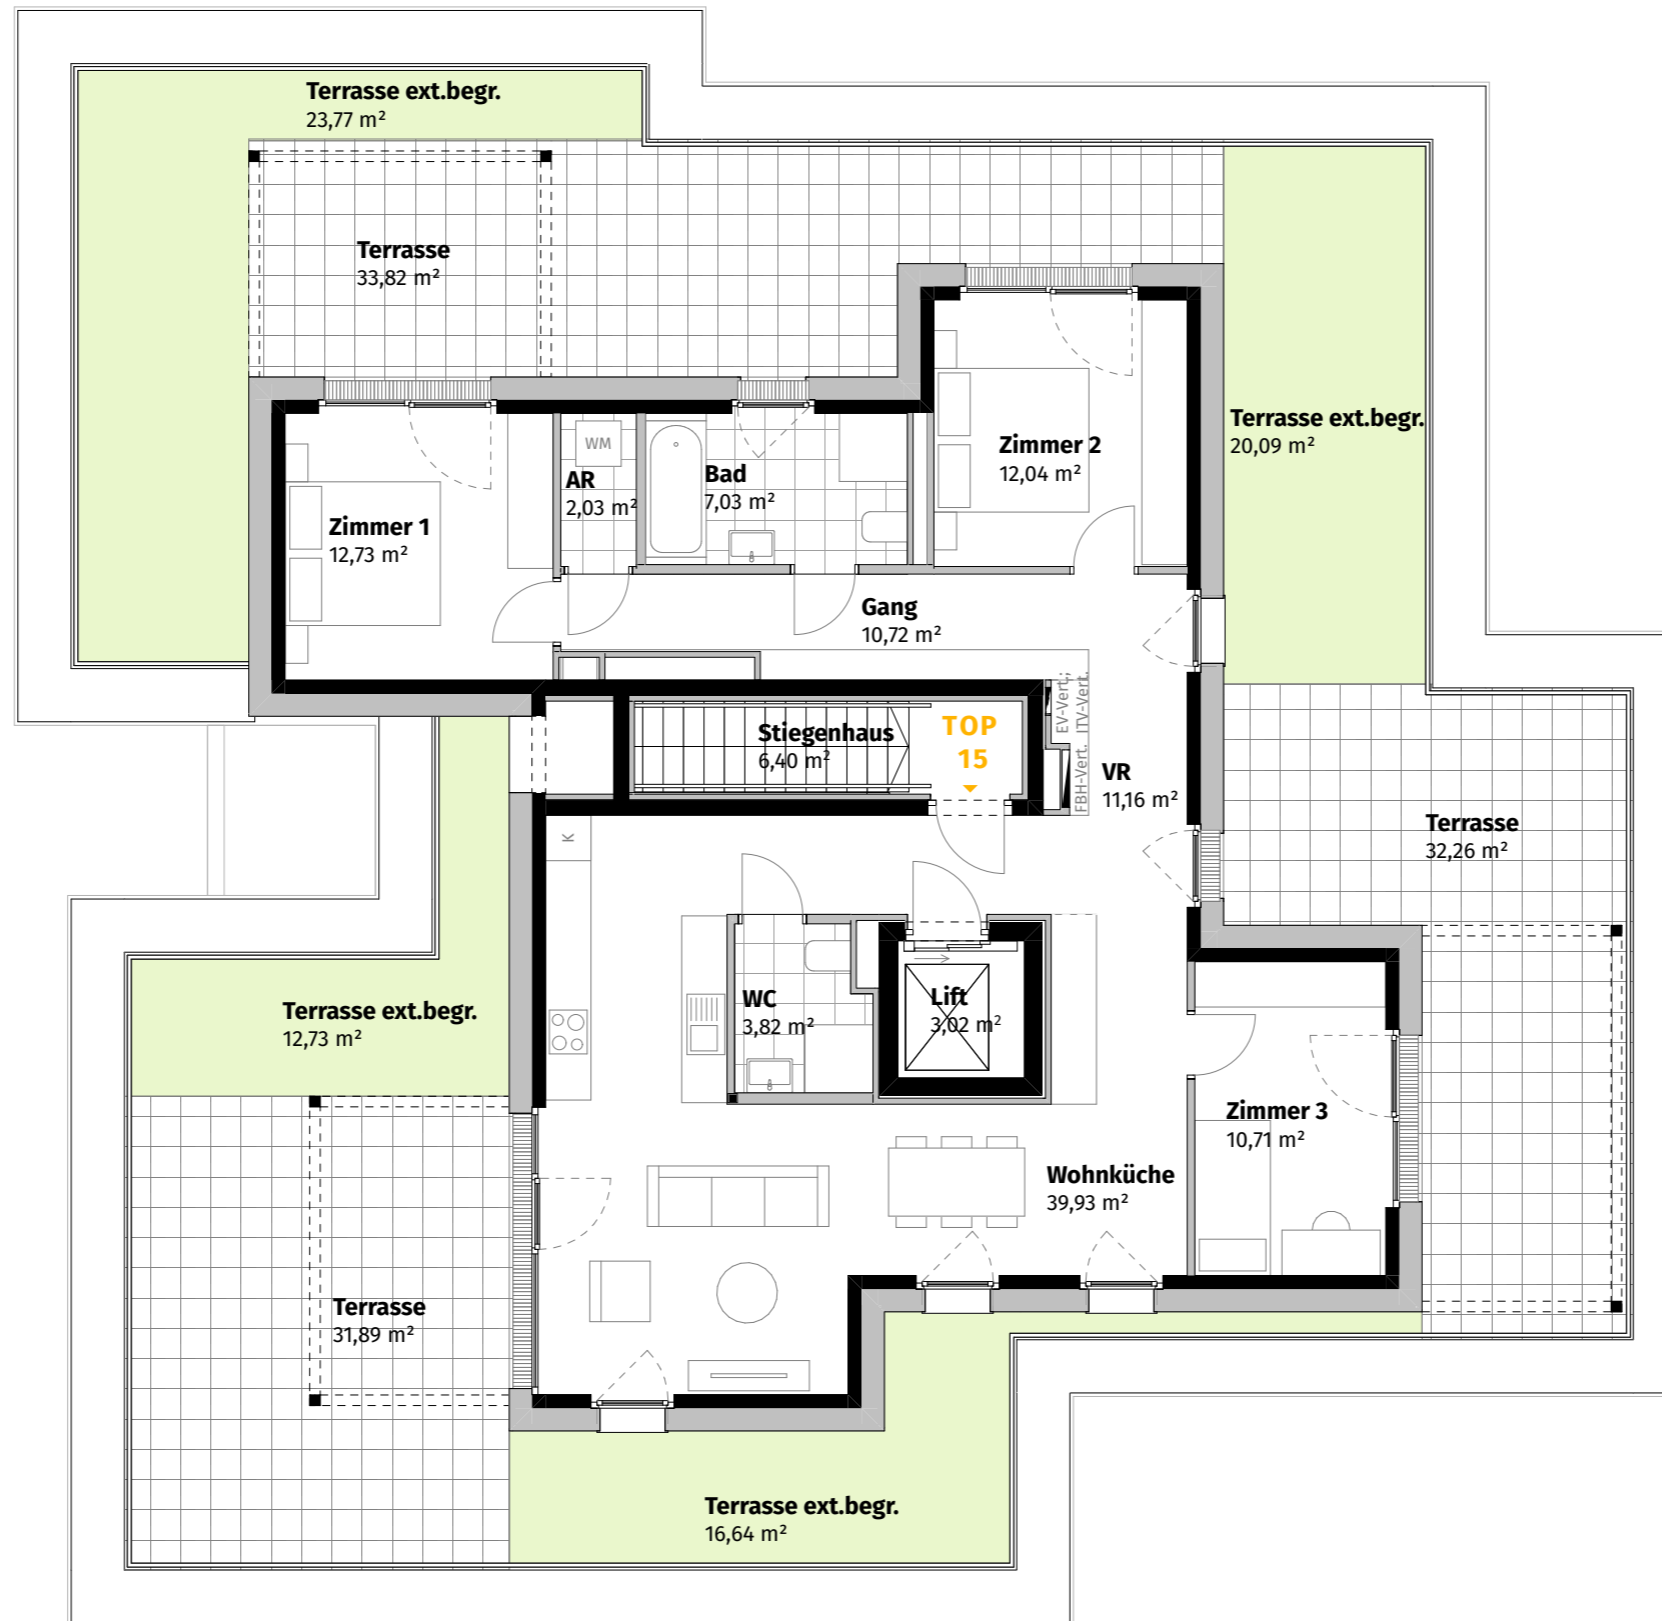 Terrasse ext.begr.
23,77 m²
Terrasse
33,82 m²
Terrasse ext.begr.
20,09 m²
Zimmer 2
12,04 m²
WM
AR
2,03 m²
Bad
7,03 m²
Zimmer 1
12,73 m²
Gang
10,72 m²
EV-Vert.;
FBH-Vert. ITV-Vert.
Stiegenhaus
6,40 m²
TOP
15
VR
11,16 m²
Terrasse
32,26 m²
K
Terrasse ext.begr.
12,73 m²
WC
3,82 m²
Lift
3,02 m²
Zimmer 3
10,71 m²
Wohnküche
39,93 m²
Terrasse
31,89 m²
Terrasse ext.begr.
16,64 m²